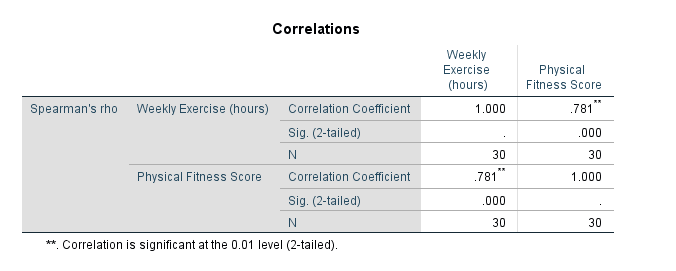 Correlations
Weekly
Exercise
(hours)
Physical
Fitness Score
Spearman's rho Weekly Exercise (hours) Correlation Coefficient 1.000 .781**
Sig. (2-tailed) . .000
N 30 30
Physical Fitness Score Correlation Coefficient .781** 1.000
Sig. (2-tailed) .000 .
N 30 30
**. Correlation is significant at the 0.01 level (2-tailed).